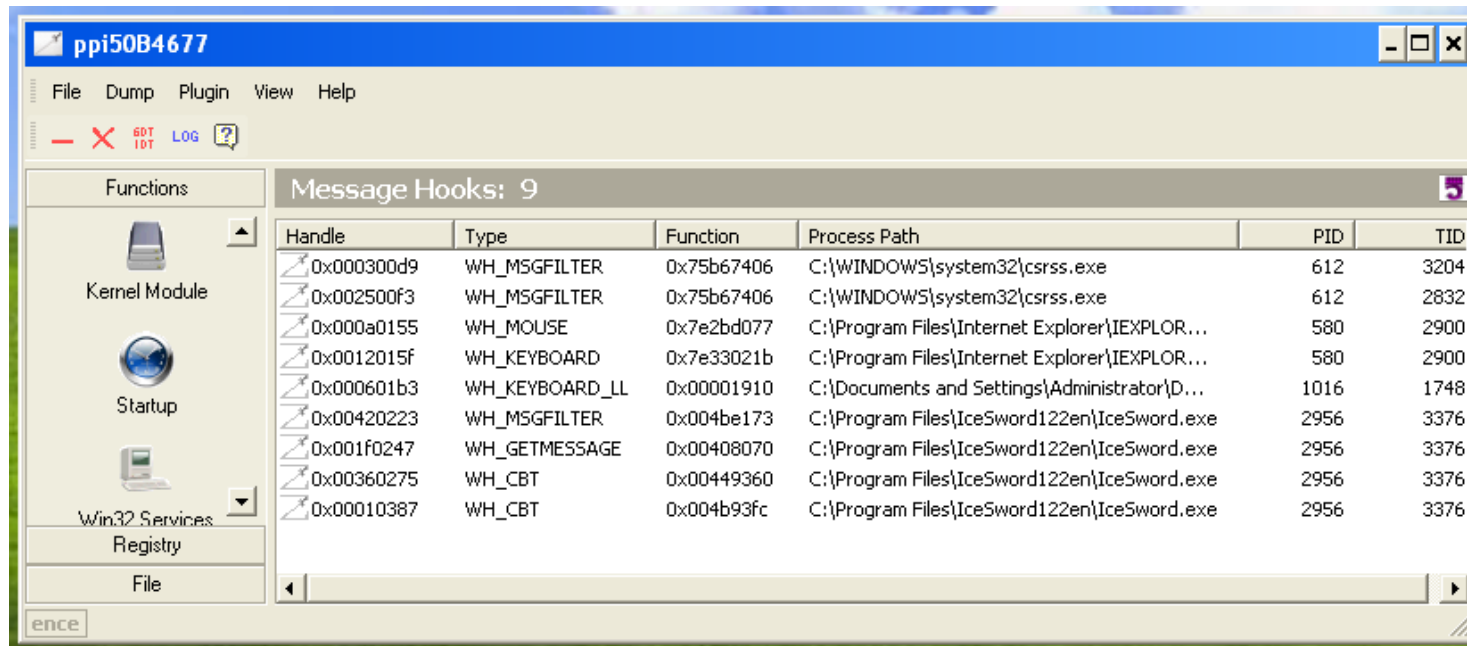 ppi50B4677
File Dump Plugin View Help
GDT IDT LOG
Functions
Message Hooks: 9
Kernel Module
Startup
Win32 Services
Registry
File
Handle Type Function Process Path PID TID
0x000300d9 WH_MSGFILTER 0x75b67406 C:\WINDOWS\system32\csrss.exe 612 3204
0x002500f3 WH_MSGFILTER 0x75b67406 C:\WINDOWS\system32\csrss.exe 612 2832
0x000a0155 WH_MOUSE 0x7e2bd077 C:\Program Files\Internet Explorer\IEXPLOR... 580 2900
0x0012015f WH_KEYBOARD 0x7e33021b C:\Program Files\Internet Explorer\IEXPLOR... 580 2900
0x000601b3 WH_KEYBOARD_LL 0x00001910 C:\Documents and Settings\Administrator\D... 1016 1748
0x00420223 WH_MSGFILTER 0x004be173 C:\Program Files\IceSword122en\IceSword.exe 2956 3376
0x001f0247 WH_GETMESSAGE 0x00408070 C:\Program Files\IceSword122en\IceSword.exe 2956 3376
0x00360275 WH_CBT 0x00449360 C:\Program Files\IceSword122en\IceSword.exe 2956 3376
0x00010387 WH_CBT 0x004b93fc C:\Program Files\IceSword122en\IceSword.exe 2956 3376
ence